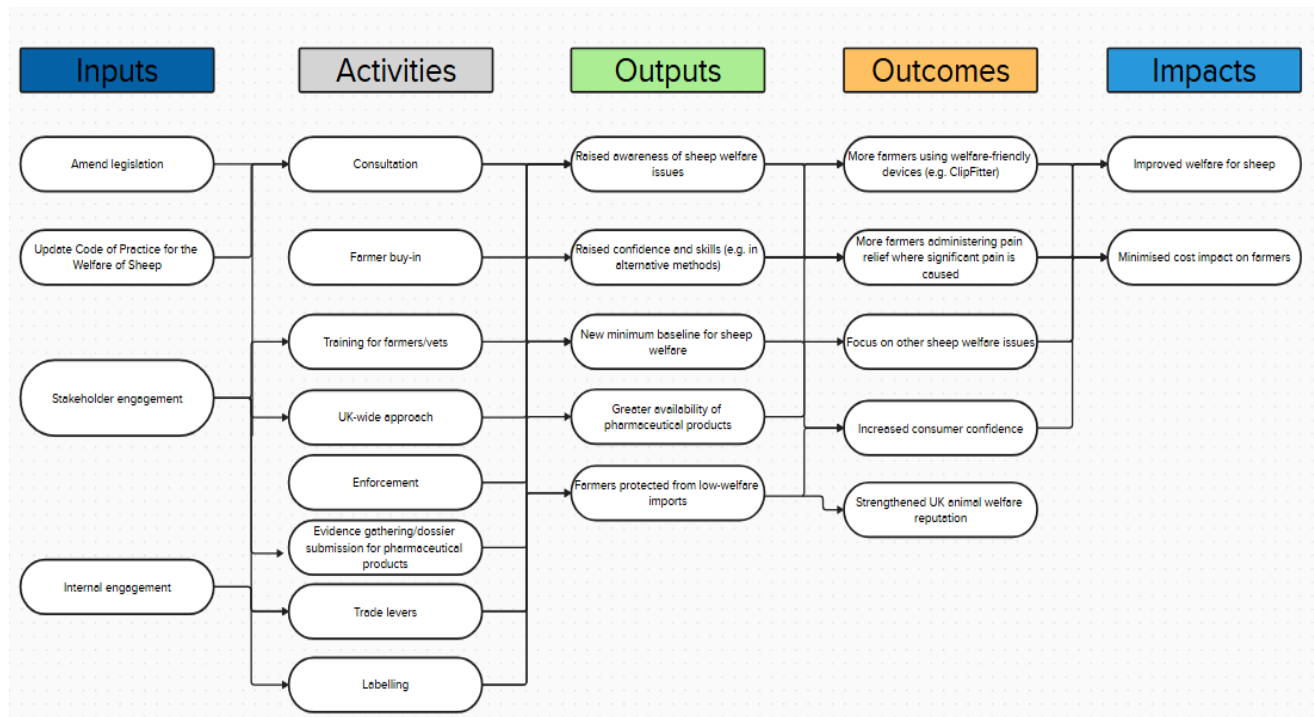 Inputs
Activities
Outputs
Outcomes
Impacts
Amend legislation
Update Code of Practice for the
Welfare of Sheep
Stakeholder engagement
Internal engagement
Consultation
Farmer buy-in
Training for farmers/vets
UK-wide approach
Enforcement
Evidence gathering/dossier
submission for pharmaceutical
products
Trade levers
Labelling
Raised awareness of sheep welfare
issues
Raised confidence and skills (e.g. in
alternative methods)
New minimum baseline for sheep
welfare
Greater availability of
pharmaceutical products
Farmers protected from low-welfare
imports
More farmers using welfare-friendly
devices (e.g. ClipFitter)
More farmers administering pain
relief where significant pain is
caused
Focus on other sheep welfare issues
Increased consumer confidence
Strengthened UK animal welfare
reputation
Improved welfare for sheep
Minimised cost impact on farmers